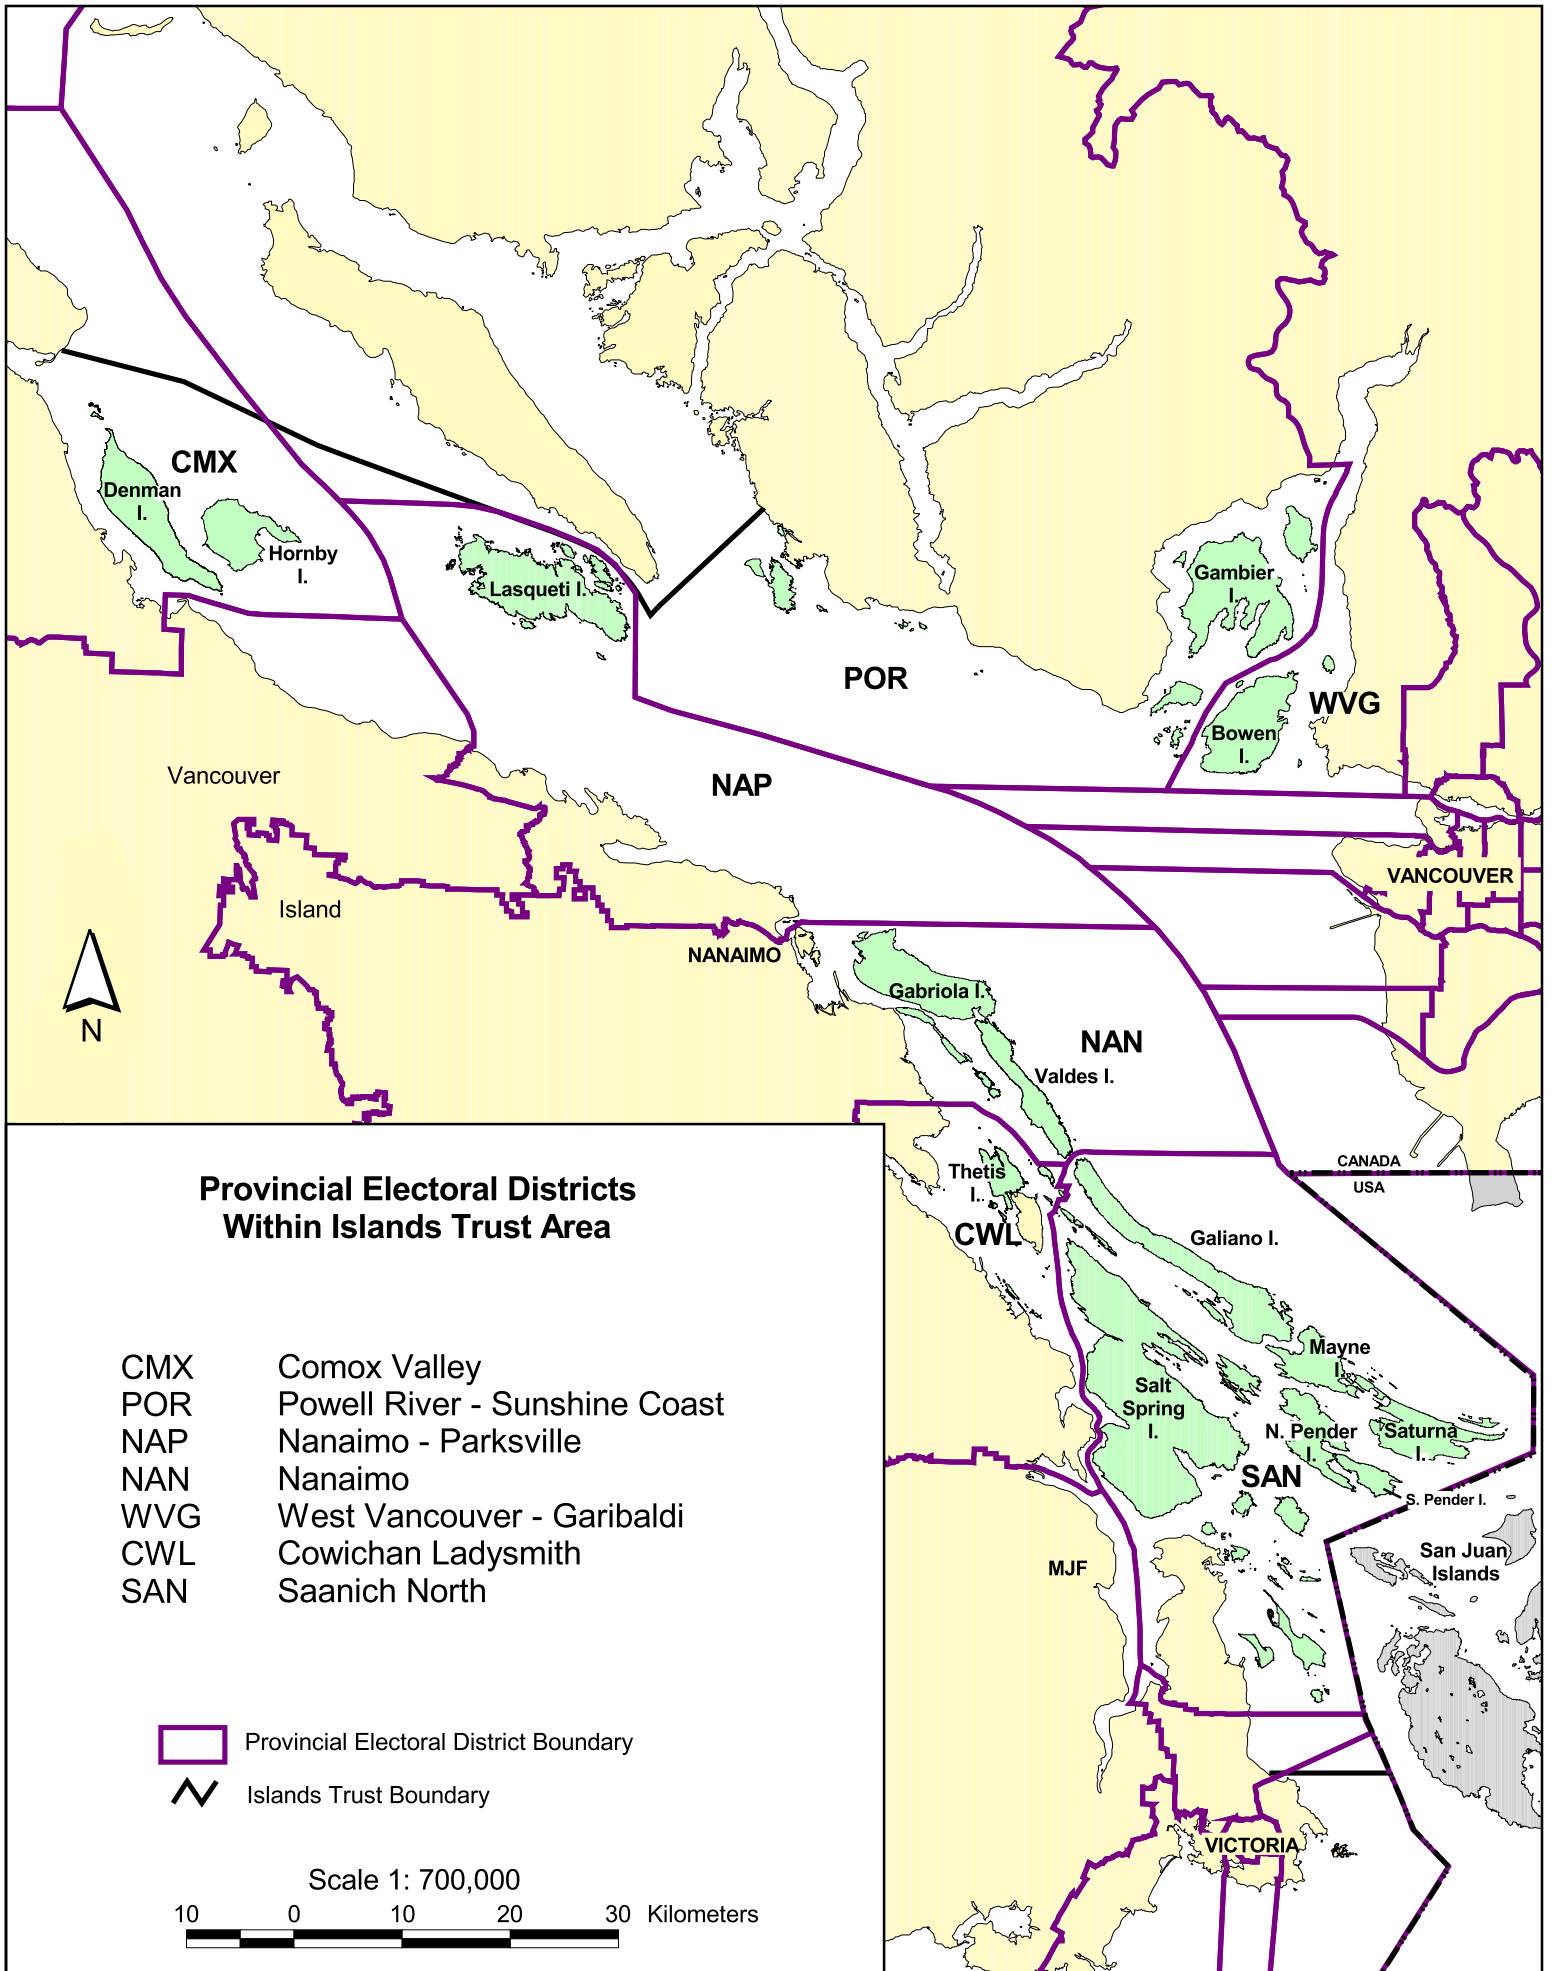 CMX
Denman
I.
Hornby
I.
Lasqueti I.
Gambier
I.
POR
WVG
Bowen
I.
Vancouver
NAP
VANCOUVER
Island
NANAIMO
Gabriola I.
N
NAN
Valdes I.
CANADA
USA
Thetis
I.
CWL
Galiano I.
Mayne
I.
Salt
Spring
I.
N. Pender
I.
Saturna
I.
SAN
S. Pender I.
San Juan
Islands
MJF
VICTORIA
Provincial Electoral Districts
Within Islands Trust Area
CMX Comox Valley
POR Powell River - Sunshine Coast
NAP Nanaimo - Parksville
NAN Nanaimo
WVG West Vancouver - Garibaldi
CWL Cowichan Ladysmith
SAN Saanich North
Provincial Electoral District Boundary
Islands Trust Boundary
Scale 1: 700,000
10 0 10 20 30 Kilometers